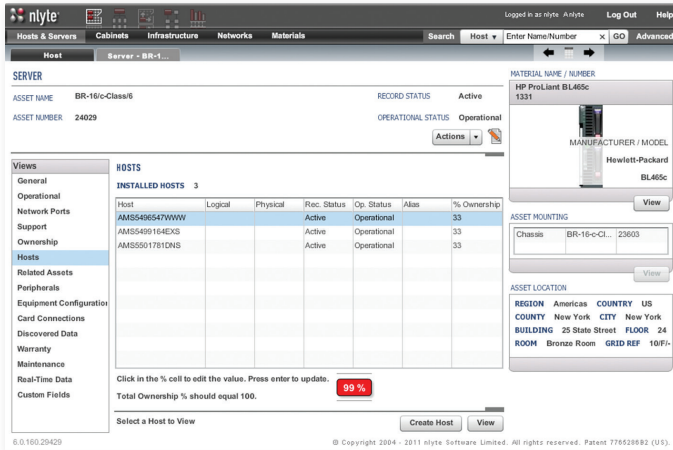 nlyte
Logged in as nlyte Anlyte Log Out Help
Hosts & Servers Cabinets Infrastructure Networks Materials Search Host Enter Name/Number x GO Advanced
Host Server - BR-1...
SERVER
ASSET NAME BR-16/c-Class/6 RECORD STATUS Active
ASSET NUMBER 24029 OPERATIONAL STATUS Operational
Actions
MATERIAL NAME / NUMBER
HP ProLiant BL465c
1331
MANUFACTURER / MODEL
Hewlett-Packard
BL465c
View
Views
General
Operational
Network Ports
Support
Ownership
Hosts
Related Assets
Peripherals
Equipment Configuration
Card Connections
Discovered Data
Warranty
Maintenance
Real-Time Data
Custom Fields
HOSTS
INSTALLED HOSTS 3
Host Logical Physical Rec. Status Op. Status Alias % Ownership
AMS5496547WWW Active Operational 33
AMS5499164EXS Active Operational 33
AMS5501781DNS Active Operational 33
Click in the % cell to edit the value. Press enter to update.
99 %
Total Ownership % should equal 100.
Select a Host to View Create Host View
ASSET MOUNTING
Chassis BR-16-c-Cl... 23603
View
ASSET LOCATION
REGION Americas COUNTRY US
COUNTY New York CITY New York
BUILDING 25 State Street FLOOR 24
ROOM Bronze Room GRID REF 10/F/-
6.0.160.29429
© Copyright 2004 - 2011 nlyte Software Limited. All rights reserved. Patent 7765286B2 (US).